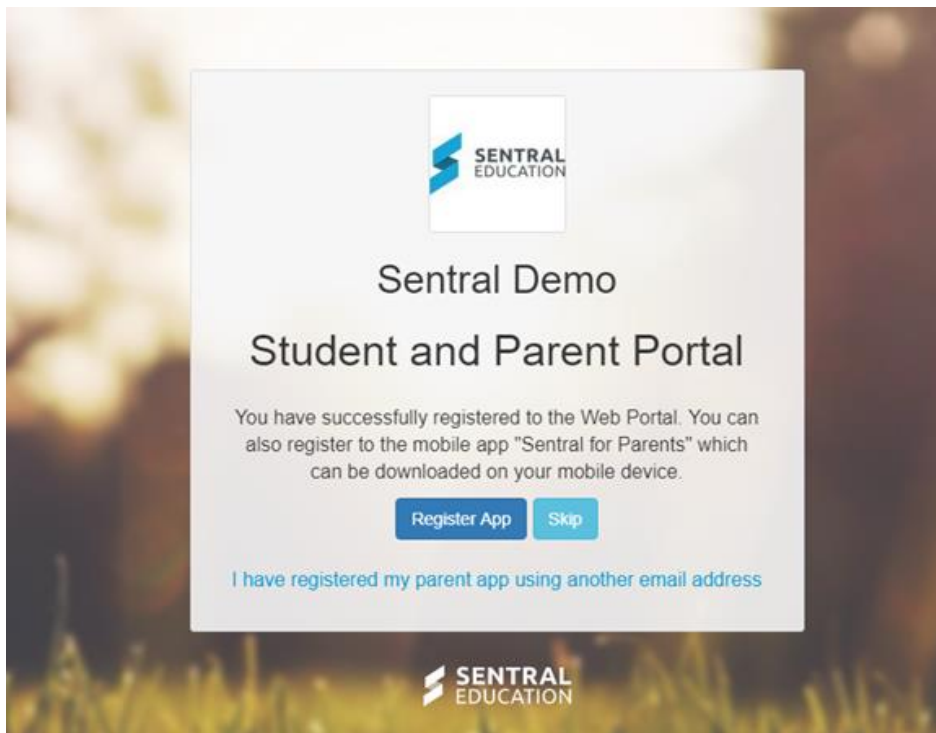 SENTRAL
EDUCATION
Sentral Demo
Student and Parent Portal
You have successfully registered to the Web Portal. You can
also register to the mobile app "Sentral for Parents" which
can be downloaded on your mobile device.
Register App Skip
I have registered my parent app using another email address
SENTRAL
EDUCATION